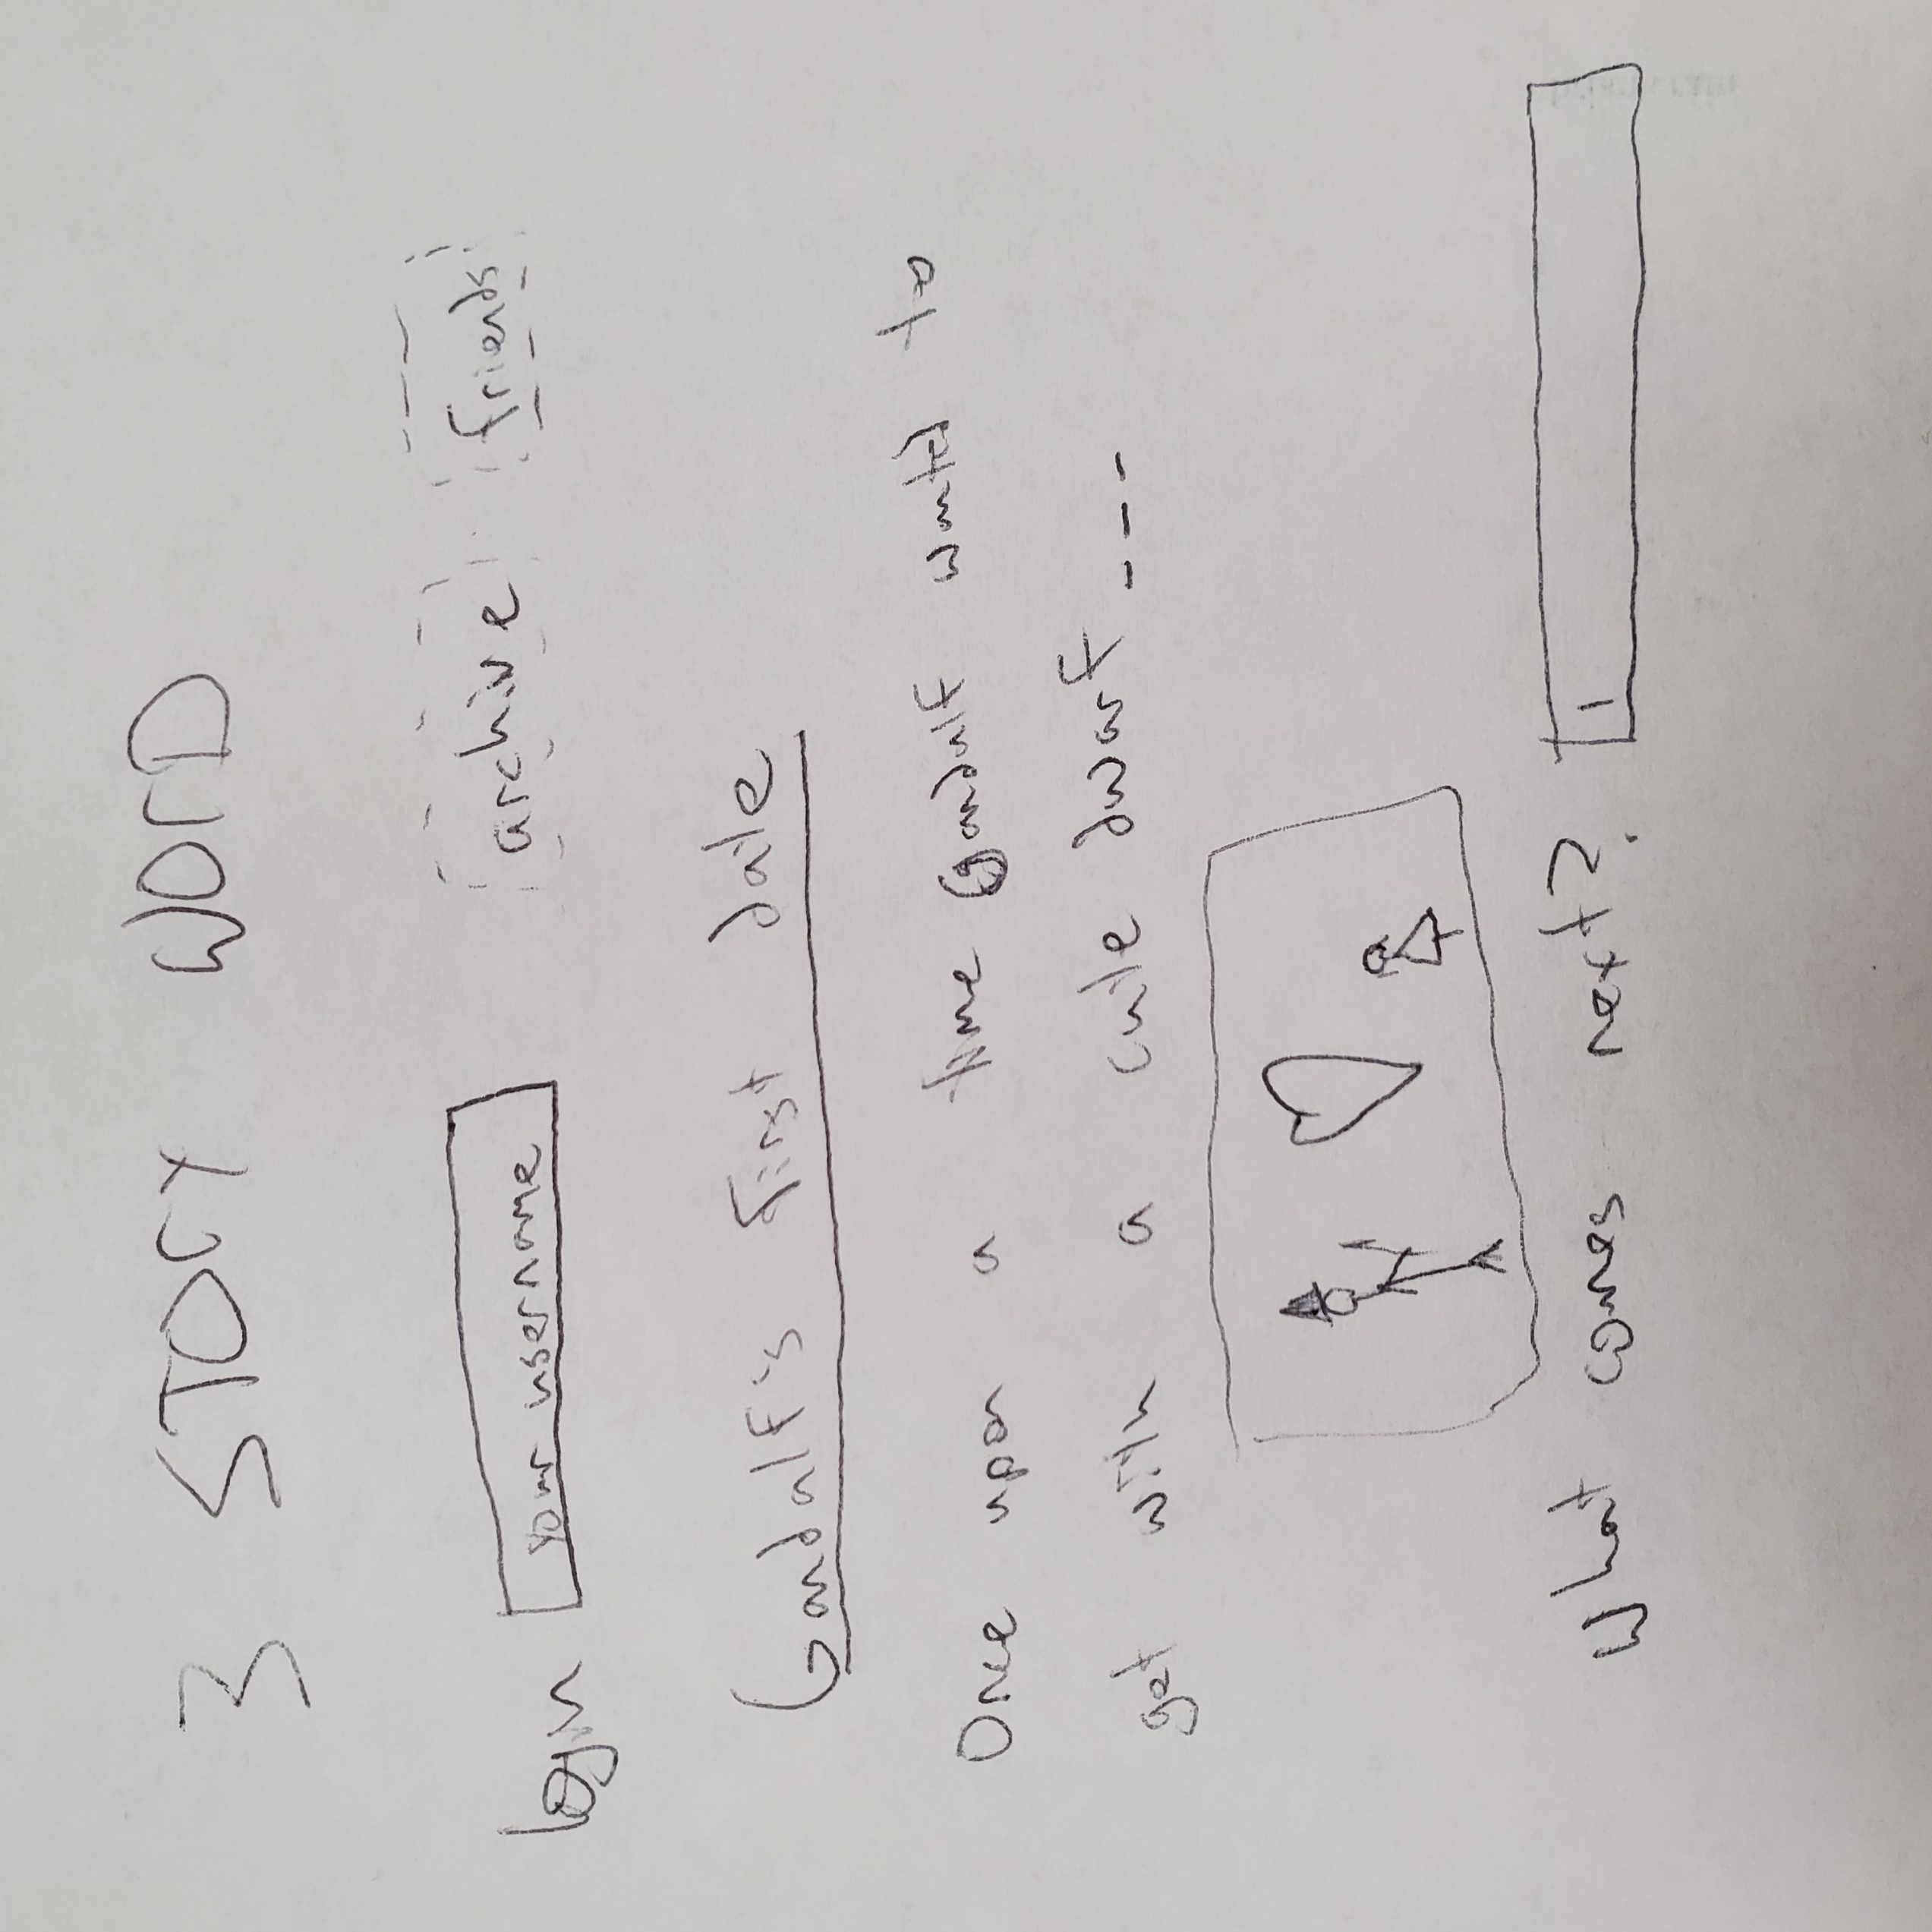 3 STORY WORD
login your username archive friends
Gandalf's first date
Once upon a time Gandalf wanted to
get with a cute dwarf ----
What comes next?